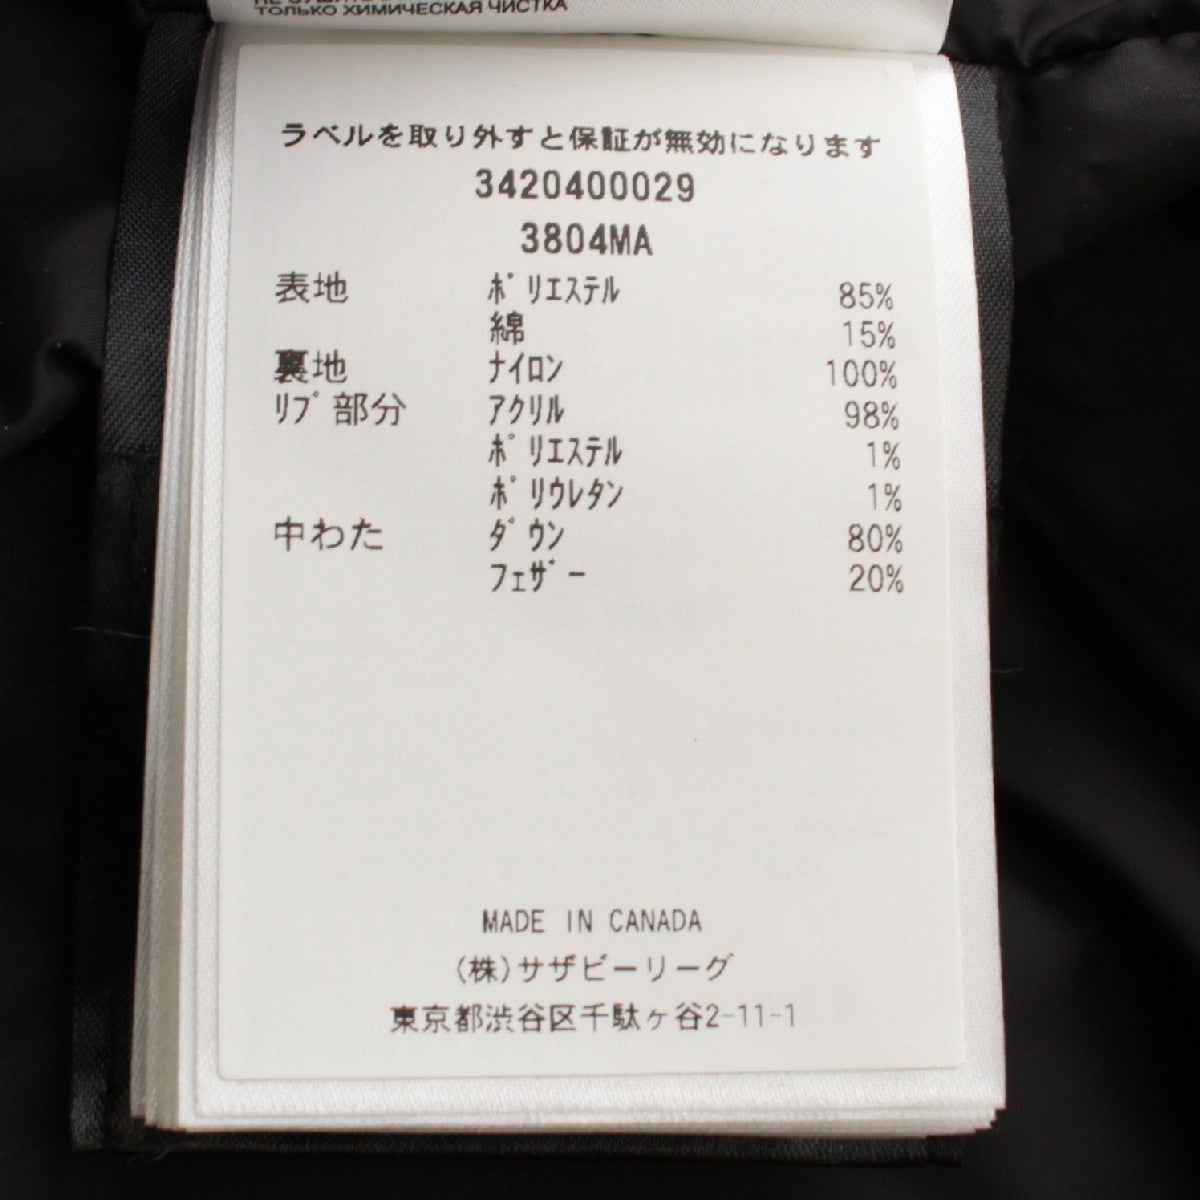 ТОЛЬКО ХИМИЧЕСКАЯ ЧИСТКА
ラベルを取り外すと保証が無効になります
3420400029
3804MA
表地 ﾎﾟﾘｴｽﾃﾙ 85%
綿 15%
裏地 ﾅｲﾛﾝ 100%
ﾘﾌﾞ部分 ｱｸﾘﾙ 98%
ﾎﾟﾘｴｽﾃﾙ 1%
ﾎﾟﾘｳﾚﾀﾝ 1%
中わた ﾀﾞｳﾝ 80%
ﾌｪｻﾞｰ 20%
MADE IN CANADA
(株)サザビーリーグ
東京都渋谷区千駄ヶ谷2-11-1